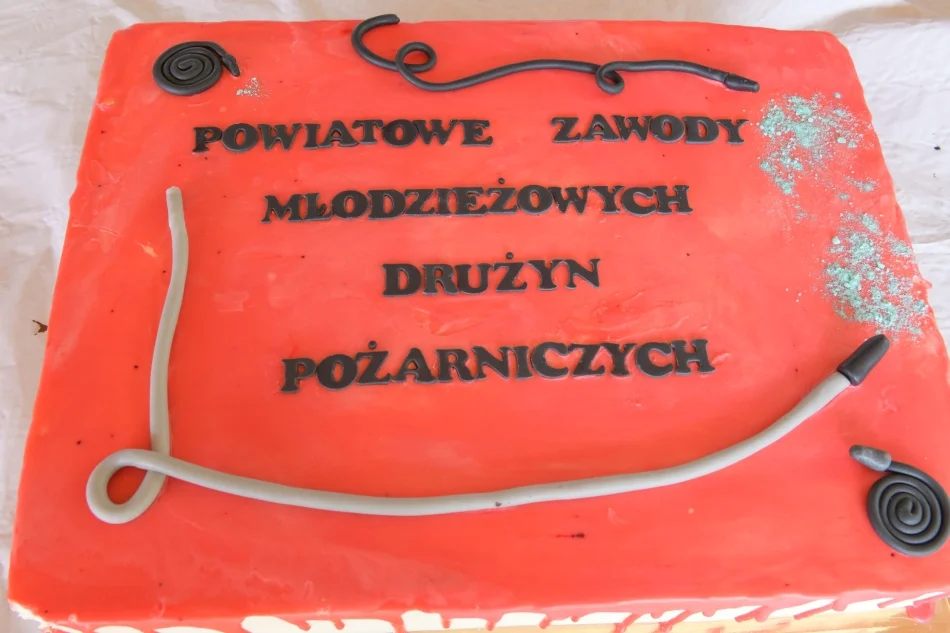 POWIATOWE ZAWODY
MŁODZIEŻOWYCH
DRUŻYN
POŻARNICZYCH